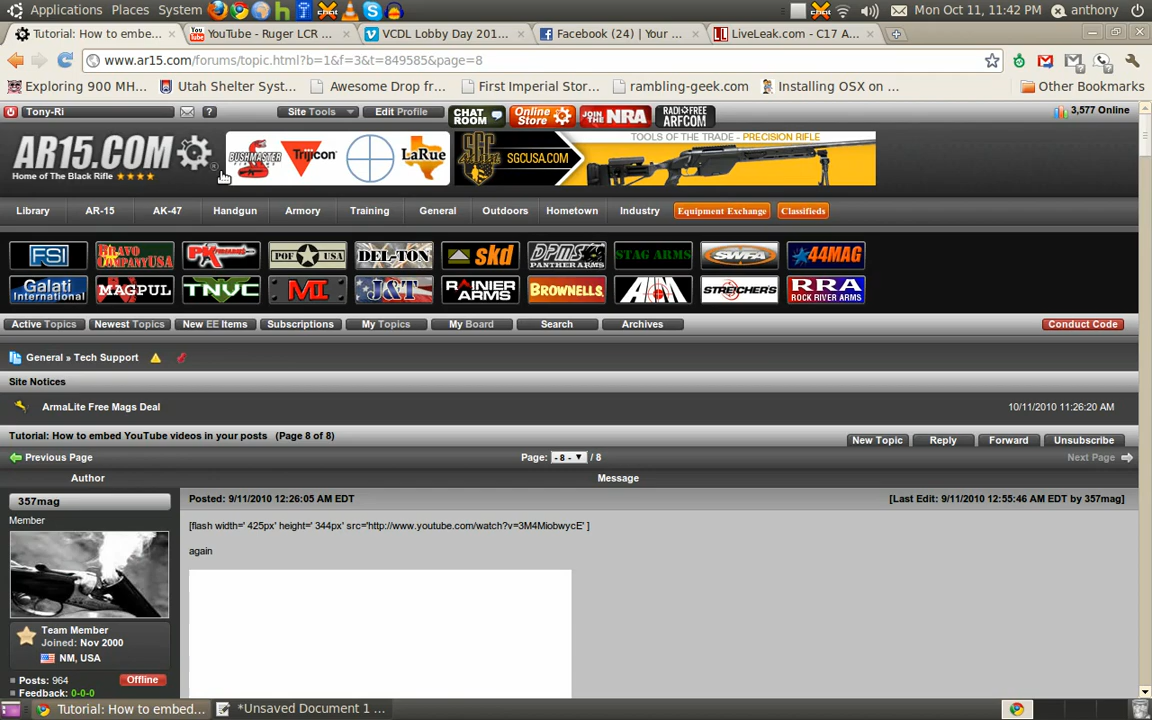 Applications Places System Mon Oct 11, 11:42 PM anthony
Tutorial: How to embe... YouTube - Ruger LCR ... VCDL Lobby Day 201... Facebook (24) | Your ... LiveLeak.com - C17 A...
www.ar15.com/forums/topic.html?b=1&f=3&t=849585&page=8
Exploring 900 MH... Utah Shelter Syst... Awesome Drop fr... First Imperial Stor... rambling-geek.com Installing OSX on ... Other Bookmarks
Tony-Ri ? Site Tools Edit Profile CHAT ROOM Online Store JOIN THE NRA RADIO FREE ARFCOM 3,577 Online
AR15.COM
Home of The Black Rifle
BUSHMASTER Trijicon LaRue SGC SGCUSA.COM TOOLS OF THE TRADE - PRECISION RIFLE
Library AR-15 AK-47 Handgun Armory Training General Outdoors Hometown Industry Equipment Exchange Classifieds
FSI BRAVO COMPANYUSA PK POF USA DEL-TON skd DPMS PANTHER ARMS STAG ARMS SWFA 44MAG
Galati International MAGPUL TNVC MI J&T RAINIER ARMS BROWNELLS AIM STREICHER'S RRA ROCK RIVER ARMS
Active Topics Newest Topics New EE Items Subscriptions My Topics My Board Search Archives Conduct Code
General » Tech Support
Site Notices
ArmaLite Free Mags Deal 10/11/2010 11:26:20 AM
Tutorial: How to embed YouTube videos in your posts (Page 8 of 8) New Topic Reply Forward Unsubscribe
Previous Page Page: - 8 - / 8 Next Page
Author Message
357mag Posted: 9/11/2010 12:26:05 AM EDT [Last Edit: 9/11/2010 12:55:46 AM EDT by 357mag]
Member
[flash width=' 425px' height=' 344px' src='http://www.youtube.com/watch?v=3M4MiobwycE' ]
again
Team Member
Joined: Nov 2000
NM, USA
Posts: 964 Offline
Feedback: 0-0-0
Tutorial: How to embed... *Unsaved Document 1 ...